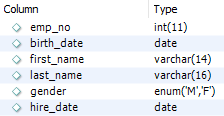 Column Type
emp_no int(11)
birth_date date
first_name varchar(14)
last_name varchar(16)
gender enum('M','F')
hire_date date